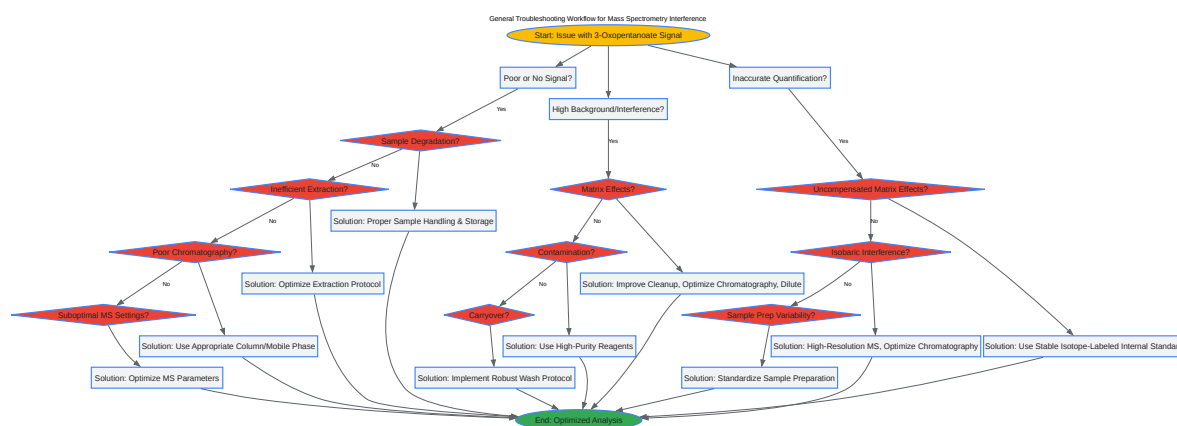 General Troubleshooting Workflow for Mass Spectrometry Interference
Start: Issue with 3-Oxopentanoate Signal
Poor or No Signal?
Inaccurate Quantification?
High Background/Interference?
Yes
Yes
Yes
Sample Degradation?
No
Inefficient Extraction?
Matrix Effects?
Uncompensated Matrix Effects?
No
Solution: Proper Sample Handling & Storage
No
No
Poor Chromatography?
Contamination?
Isobaric Interference?
No
Solution: Optimize Extraction Protocol
No
Solution: Improve Cleanup, Optimize Chromatography, Dilute
No
Suboptimal MS Settings?
Carryover?
Sample Prep Variability?
Solution: Use Appropriate Column/Mobile Phase
Solution: Use High-Purity Reagents
Solution: High-Resolution MS, Optimize Chromatography
Solution: Use Stable Isotope-Labeled Internal Standar
Solution: Optimize MS Parameters
Solution: Implement Robust Wash Protocol
Solution: Standardize Sample Preparation
End: Optimized Analysis